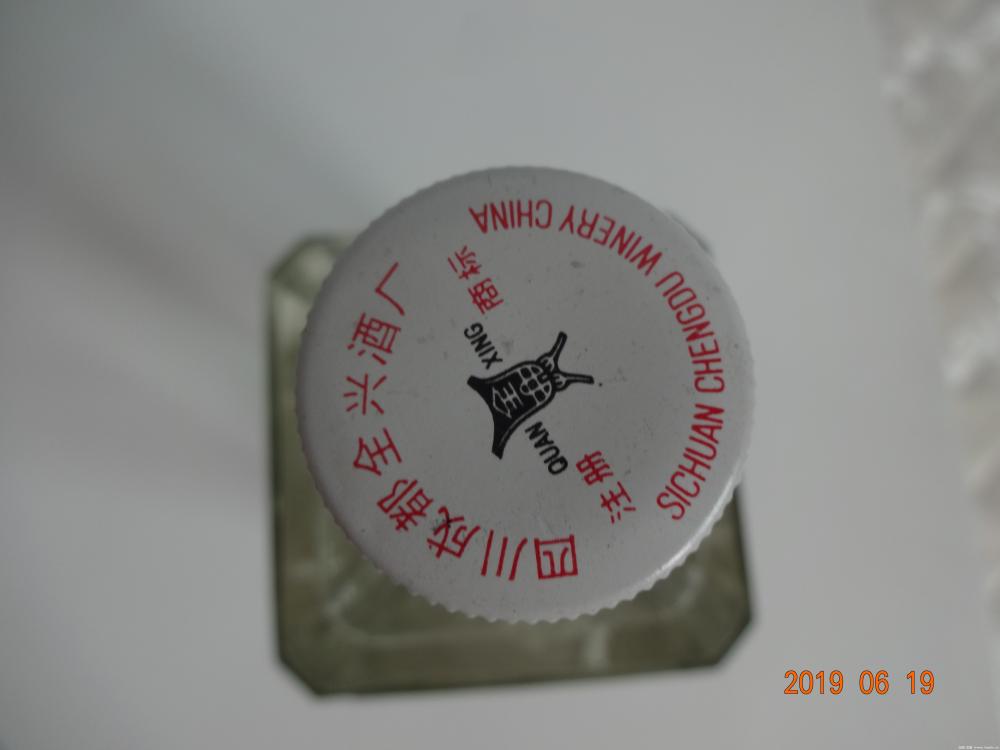 四川成都全兴酒厂
注册 商标
QUAN XING
SICHUAN CHENGDU WINERY CHINA
2019 06 19